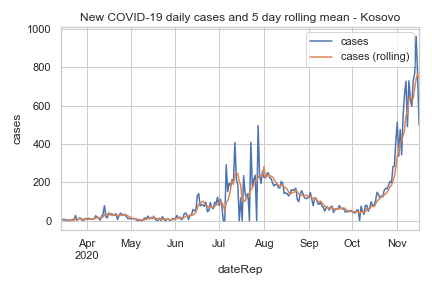 New COVID-19 daily cases and 5 day rolling mean - Kosovo
cases
cases (rolling)
1000
800
600
400
200
0
cases
Apr May Jun Jul Aug Sep Oct Nov
2020
dateRep